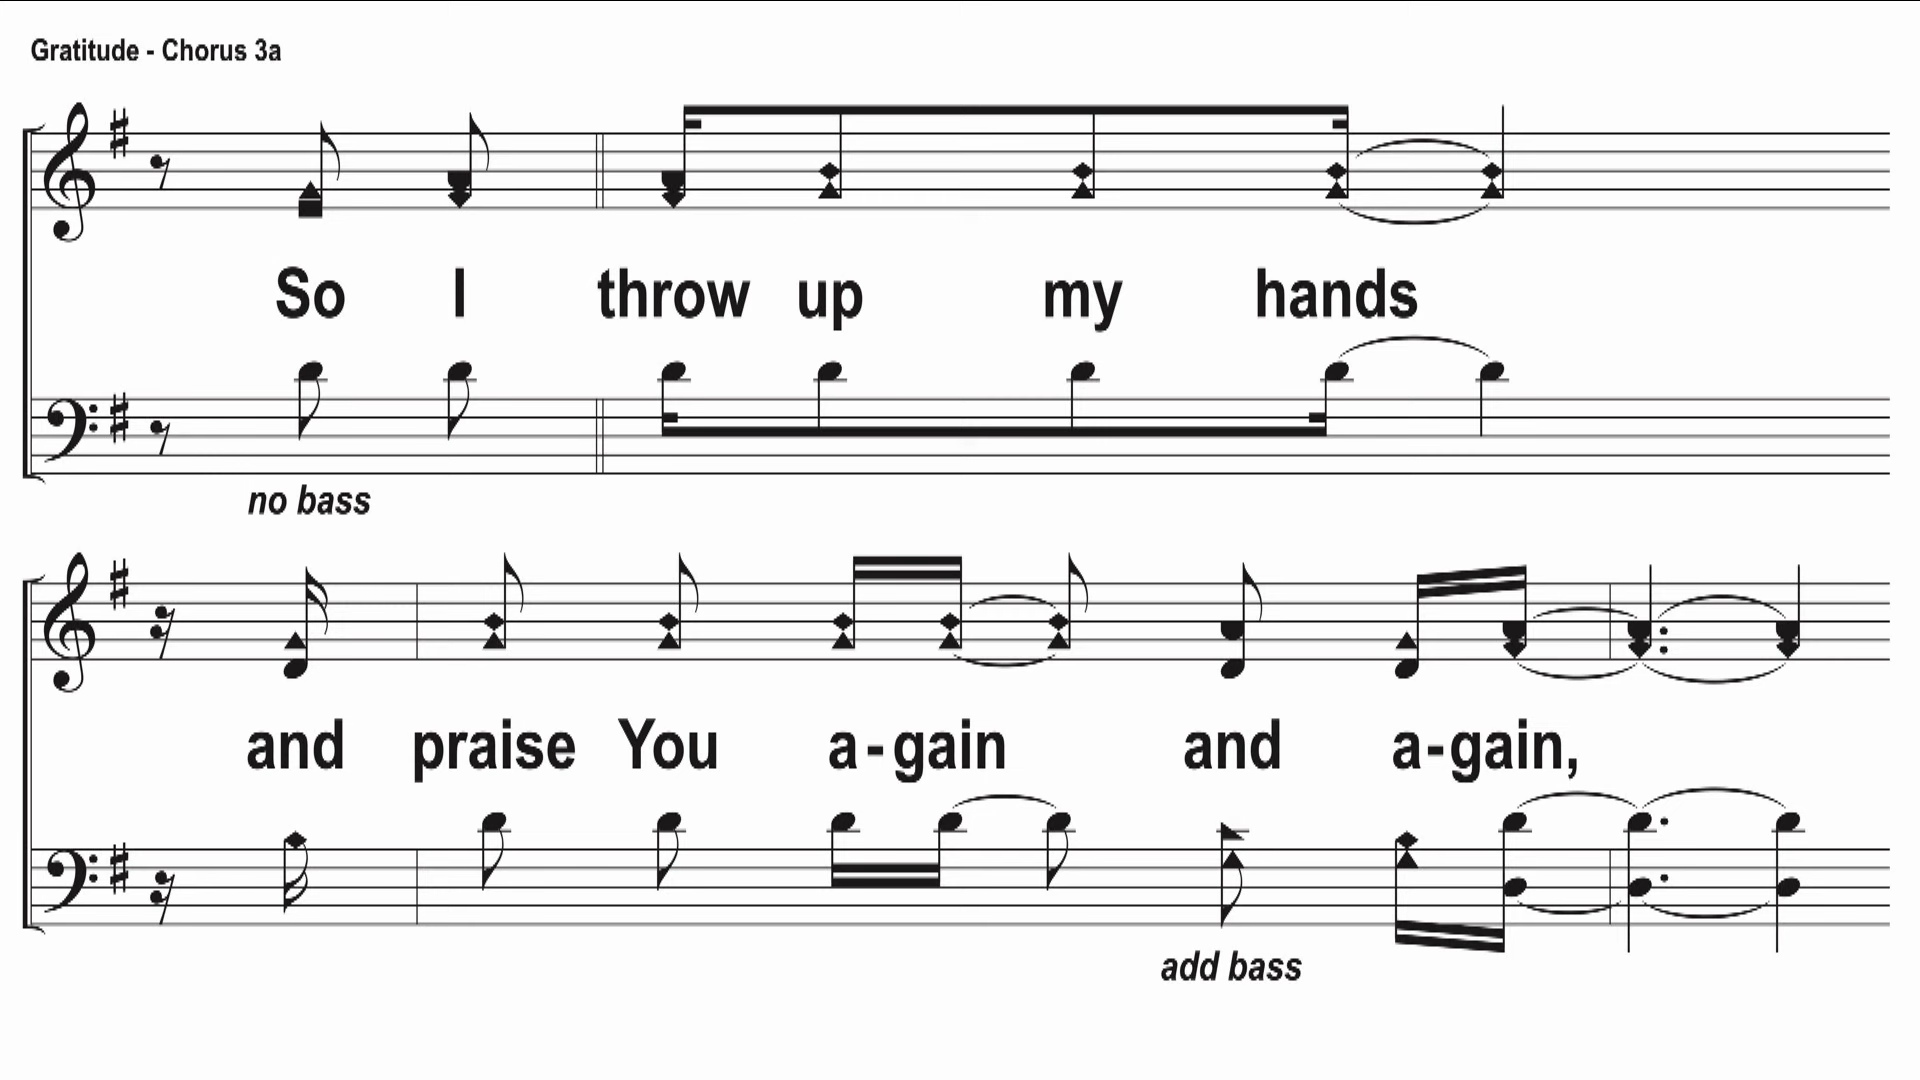 Gratitude - Chorus 3a
So I throw up my hands
no bass
and praise You a-gain and a-gain,
add bass